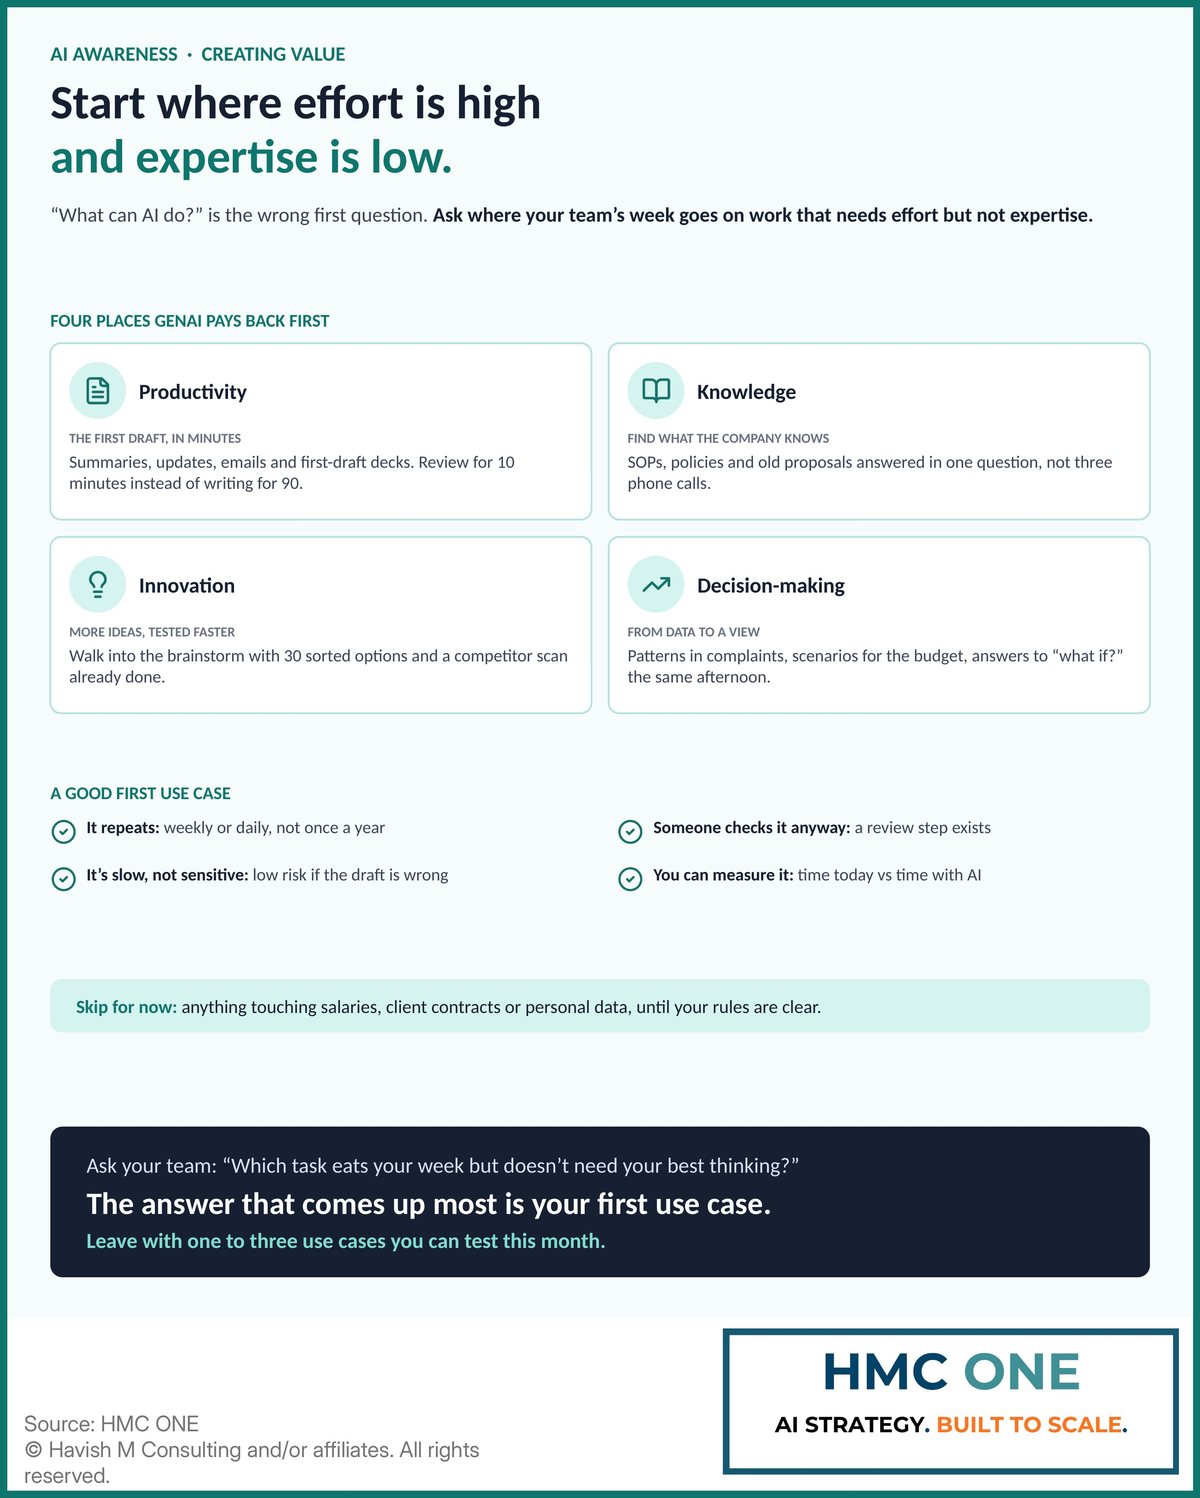 AI AWARENESS · CREATING VALUE
Start where effort is high
and expertise is low.
“What can AI do?” is the wrong first question. Ask where your team’s week goes on work that needs effort but not expertise.
FOUR PLACES GENAI PAYS BACK FIRST
Productivity
THE FIRST DRAFT, IN MINUTES
Summaries, updates, emails and first-draft decks. Review for 10
minutes instead of writing for 90.
Knowledge
FIND WHAT THE COMPANY KNOWS
SOPs, policies and old proposals answered in one question, not three
phone calls.
Innovation
MORE IDEAS, TESTED FASTER
Walk into the brainstorm with 30 sorted options and a competitor scan
already done.
Decision-making
FROM DATA TO A VIEW
Patterns in complaints, scenarios for the budget, answers to “what if?”
the same afternoon.
A GOOD FIRST USE CASE
It repeats: weekly or daily, not once a year
Someone checks it anyway: a review step exists
It’s slow, not sensitive: low risk if the draft is wrong
You can measure it: time today vs time with AI
Skip for now: anything touching salaries, client contracts or personal data, until your rules are clear.
Ask your team: “Which task eats your week but doesn’t need your best thinking?”
The answer that comes up most is your first use case.
Leave with one to three use cases you can test this month.
HMC ONE
AI STRATEGY. BUILT TO SCALE.
Source: HMC ONE
© Havish M Consulting and/or affiliates. All rights
reserved.